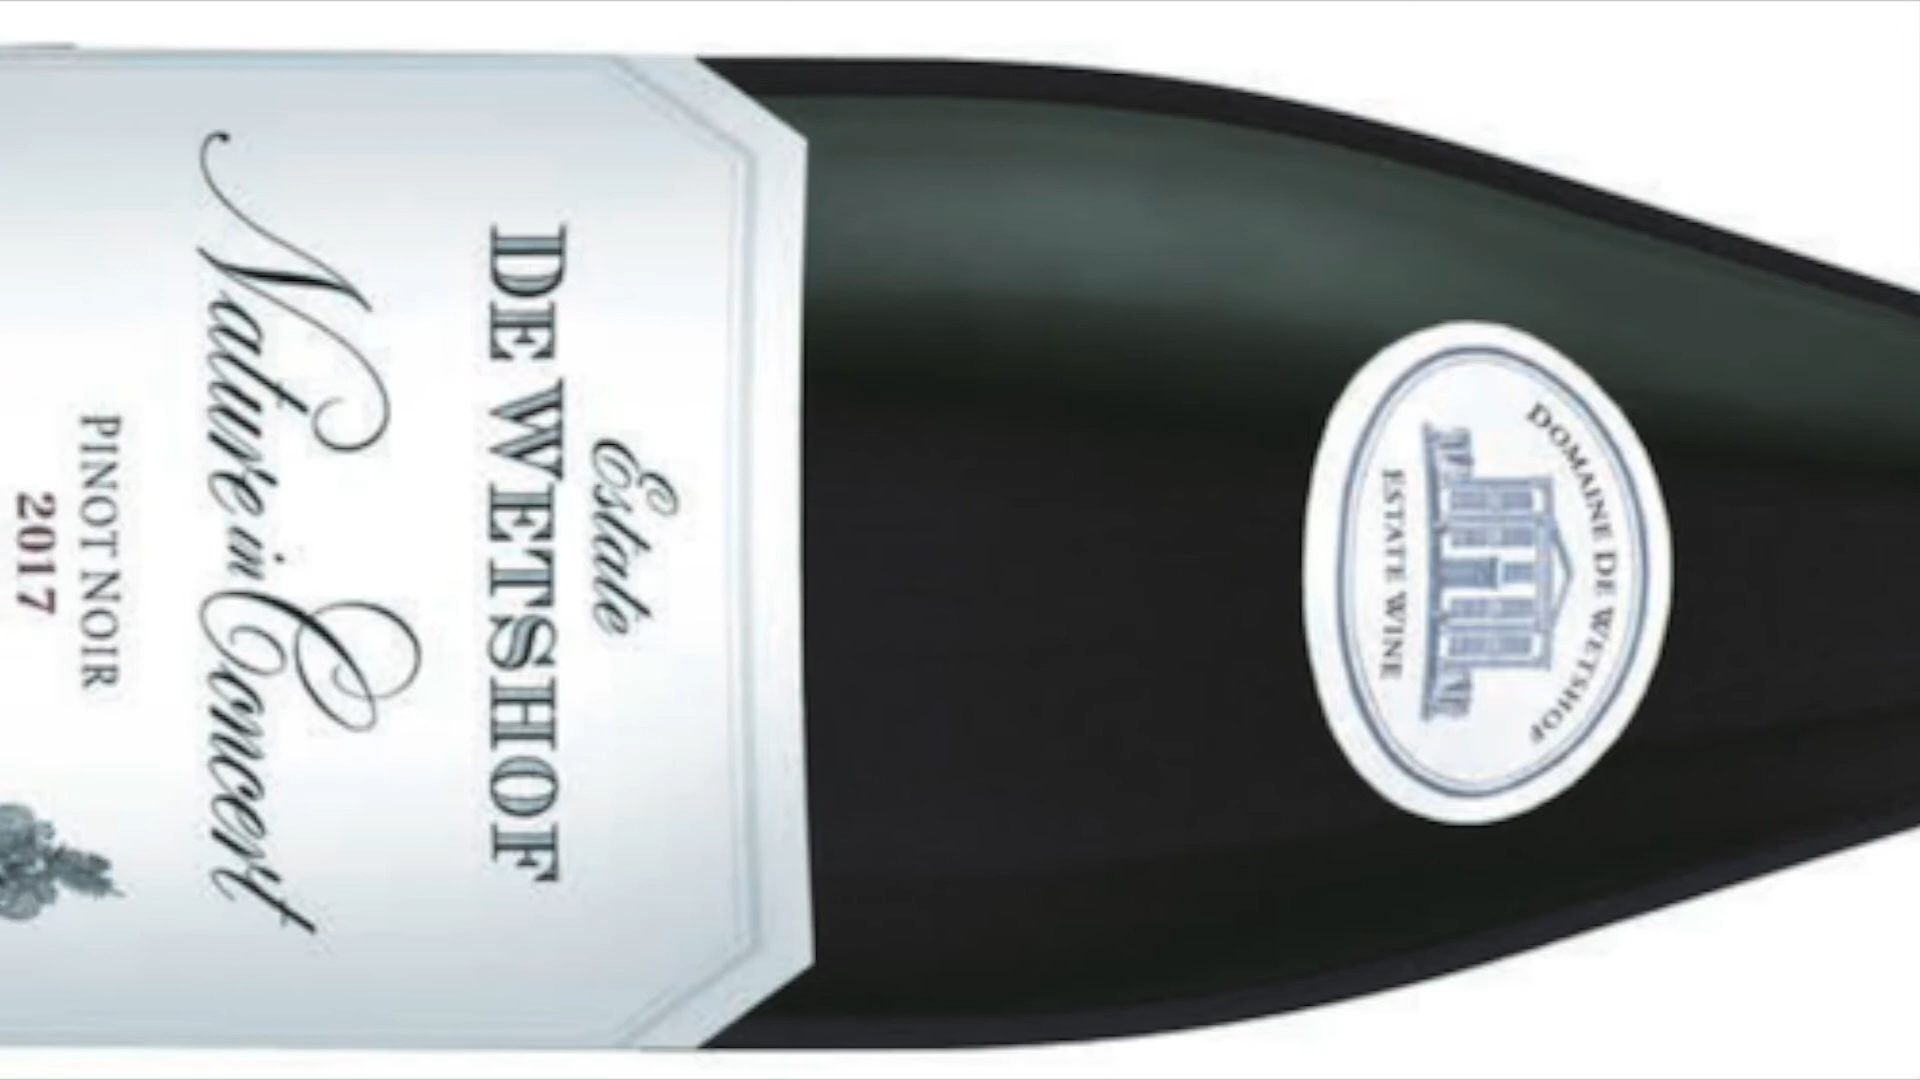 DOMAINE DE WETSHOF
ESTATE WINE
Estate
DE WETSHOF
Nature in Concert
PINOT NOIR
2017